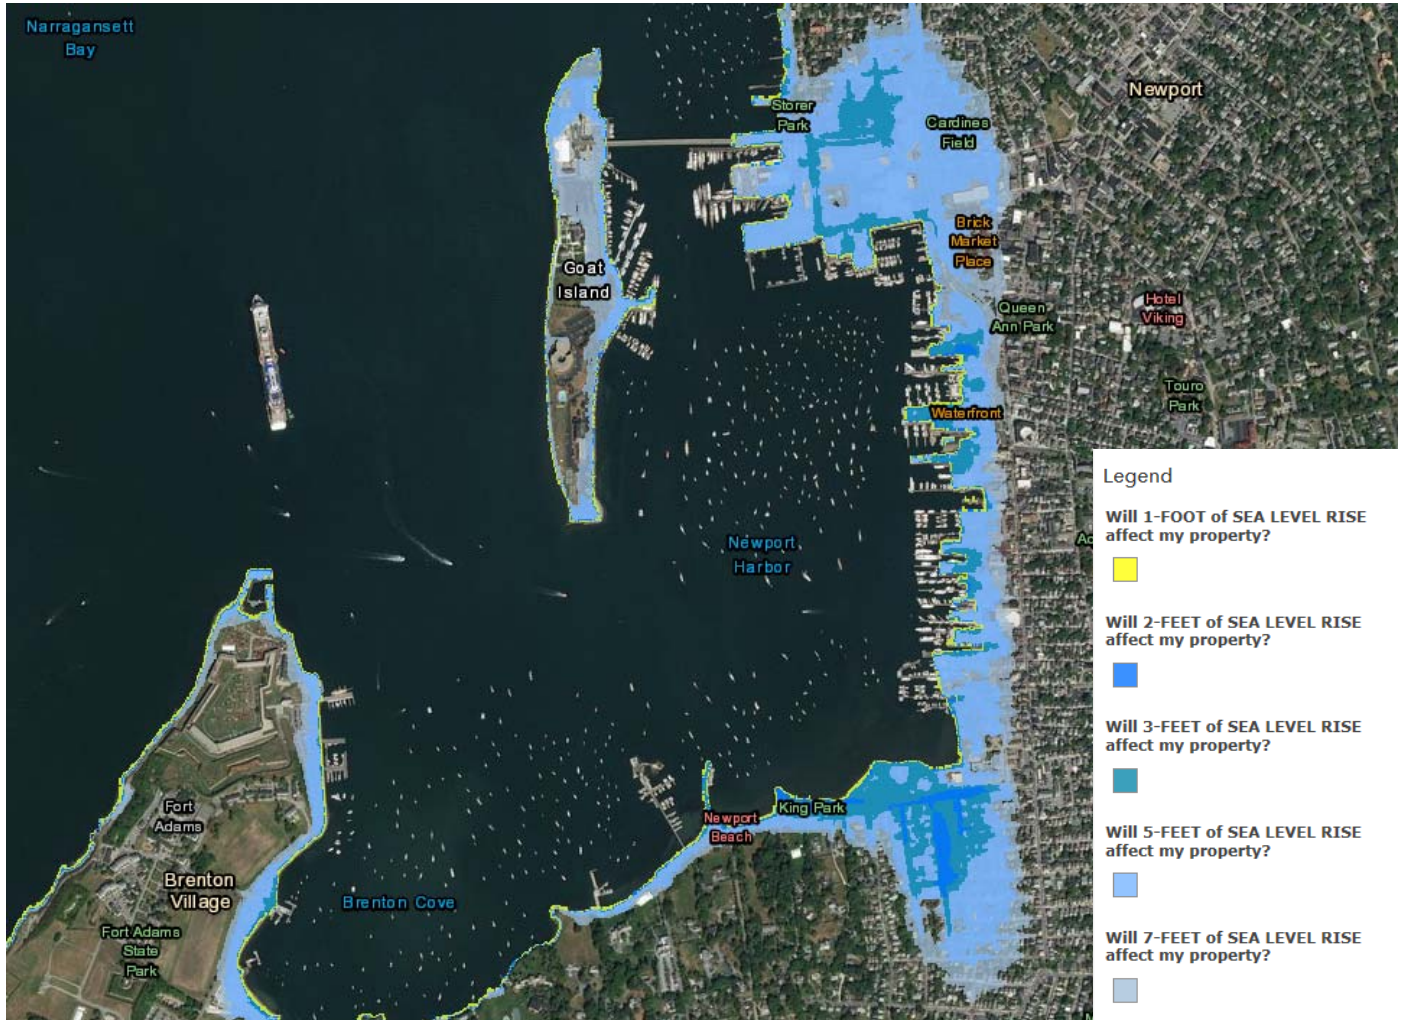 Narragansett
Bay
Newport
Storer
Park
Cardines
Field
Brick
Market
Place
Goat
Island
Queen
Ann Park
Hotel
Viking
Touro
Park
Waterfront
Newport
Harbor
King Park
Newport
Beach
Fort
Adams
Brenton
Village
Brenton Cove
Fort Adams
State
Park
Legend
Will 1-FOOT of SEA LEVEL RISE
affect my property?
Will 2-FEET of SEA LEVEL RISE
affect my property?
Will 3-FEET of SEA LEVEL RISE
affect my property?
Will 5-FEET of SEA LEVEL RISE
affect my property?
Will 7-FEET of SEA LEVEL RISE
affect my property?